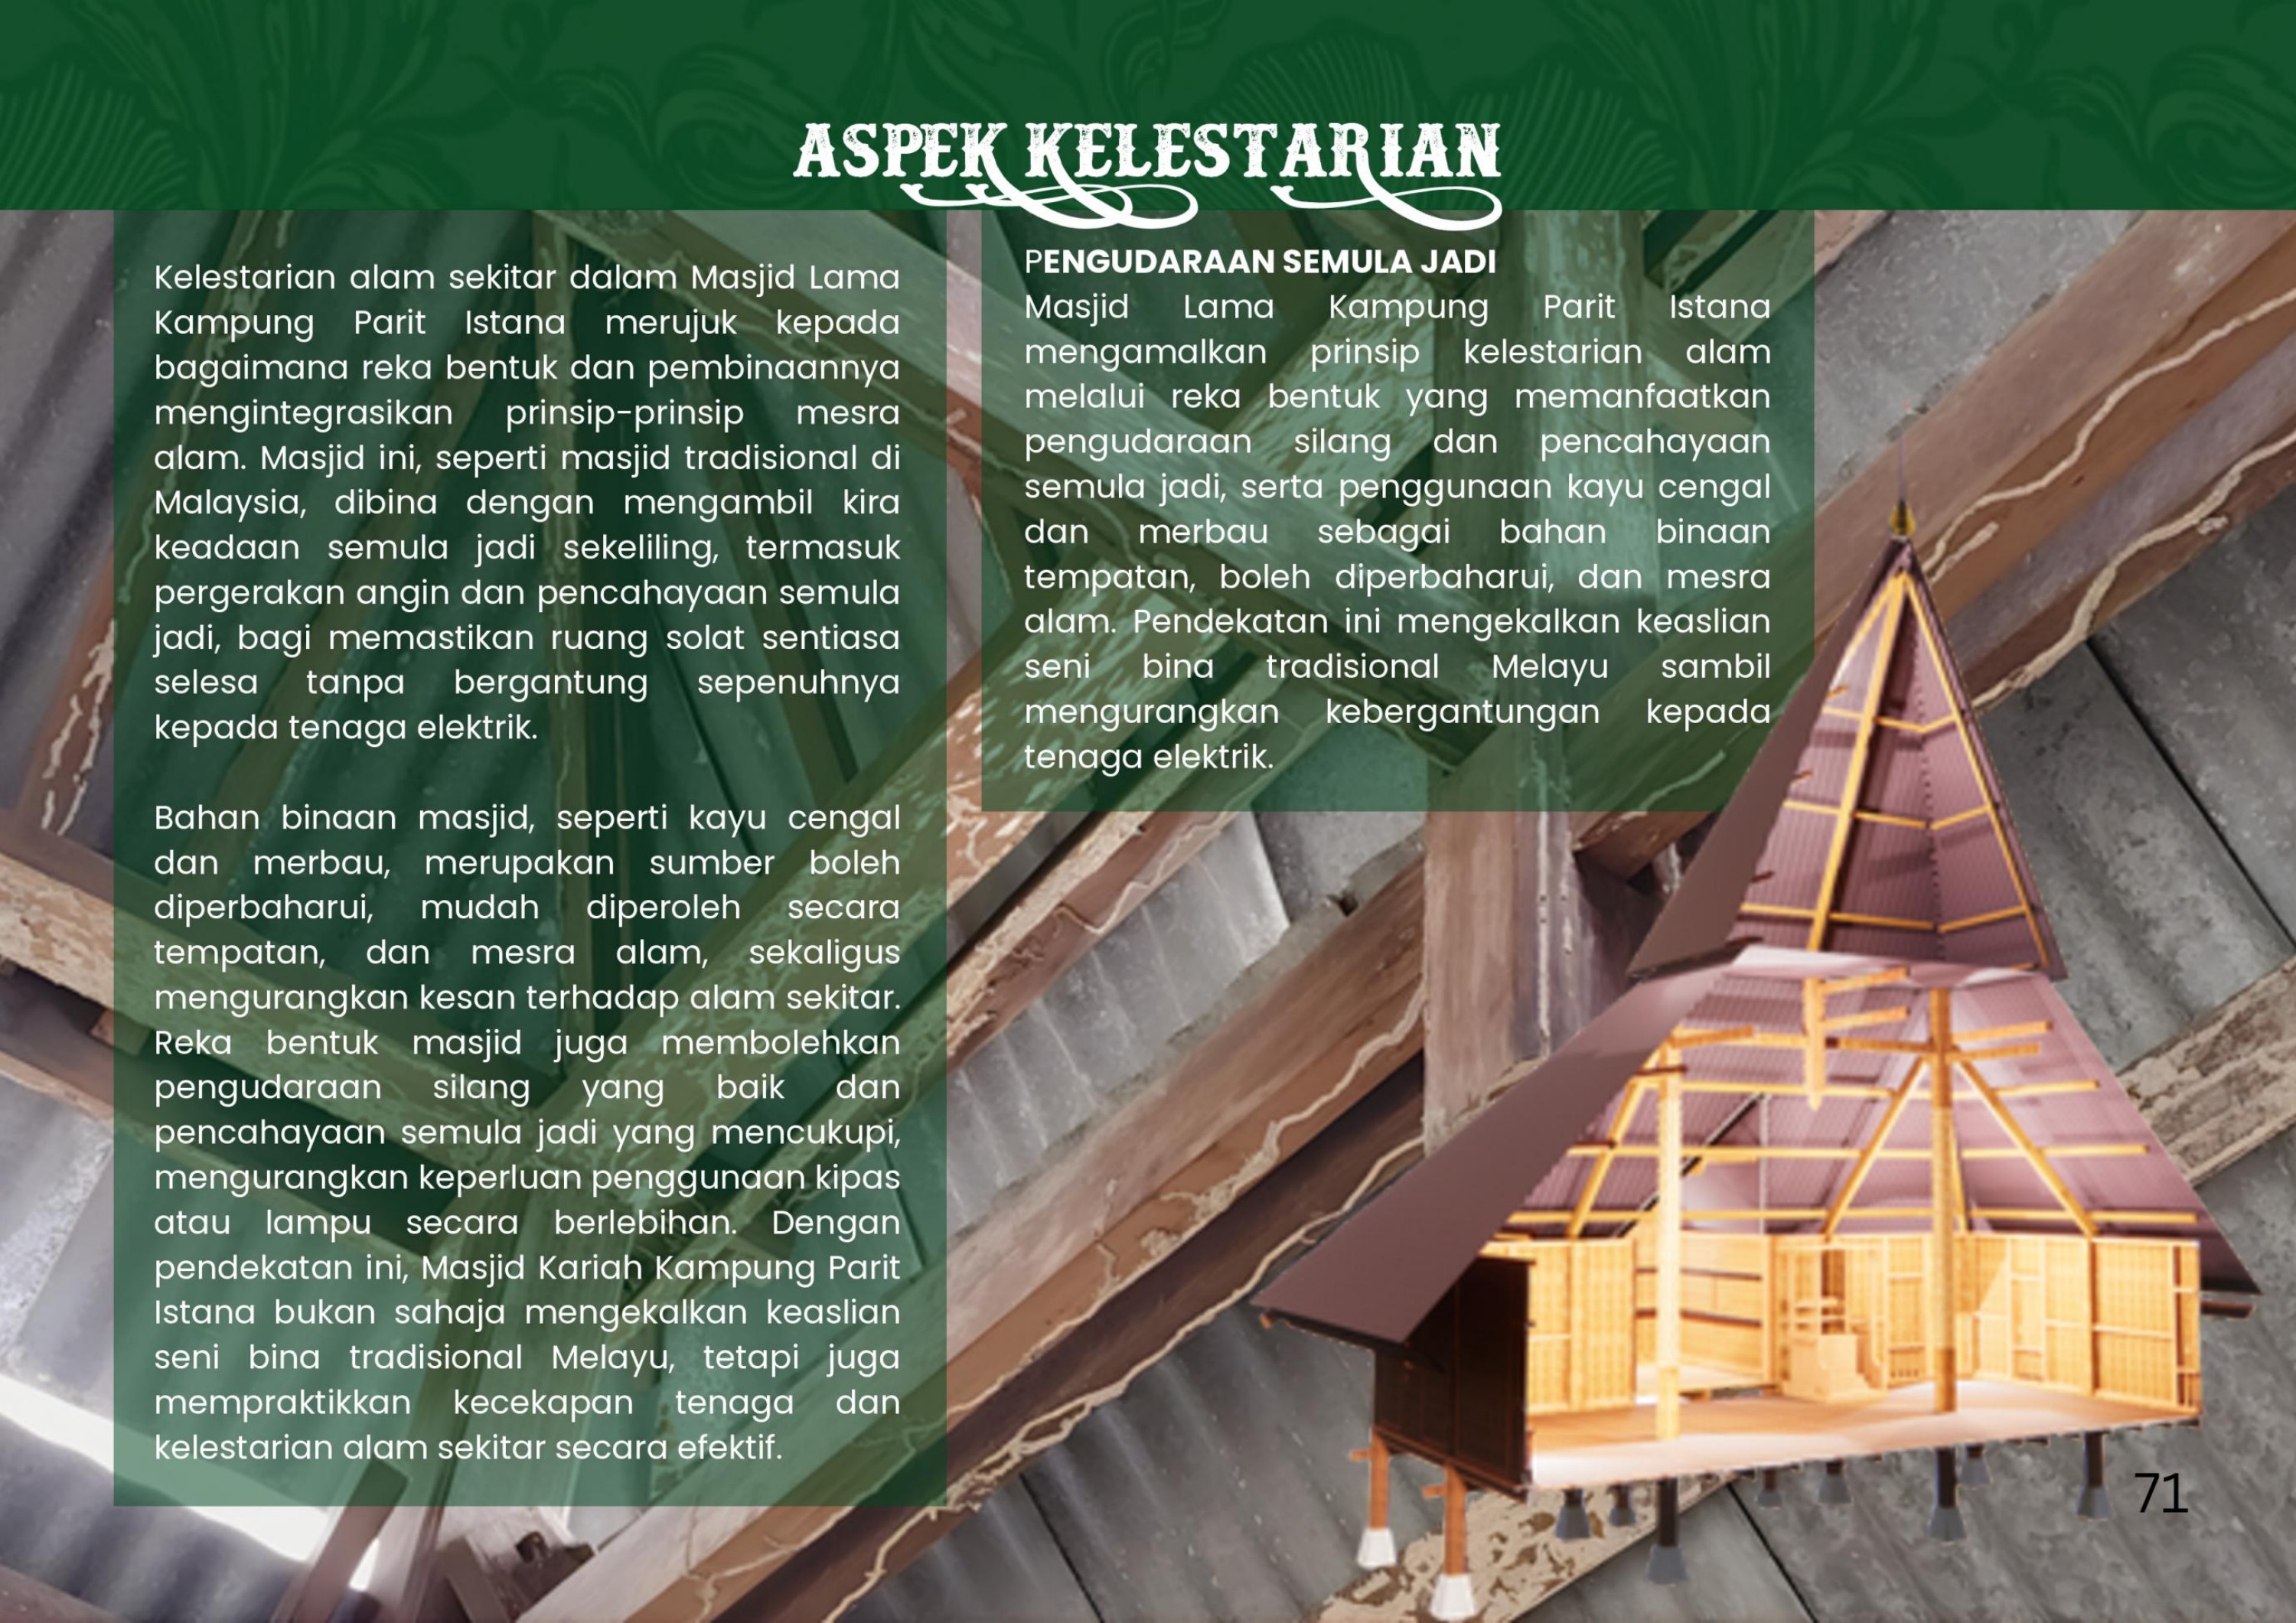 ASPEK KELESTARIAN
Kelestarian alam sekitar dalam Masjid Lama
Kampung Parit Istana merujuk kepada
bagaimana reka bentuk dan pembinaannya
mengintegrasikan prinsip-prinsip mesra
alam. Masjid ini, seperti masjid tradisional di
Malaysia, dibina dengan mengambil kira
keadaan semula jadi sekeliling, termasuk
pergerakan angin dan pencahayaan semula
jadi, bagi memastikan ruang solat sentiasa
selesa tanpa bergantung sepenuhnya
kepada tenaga elektrik.
Bahan binaan masjid, seperti kayu cengal
dan merbau, merupakan sumber boleh
diperbaharui, mudah diperoleh secara
tempatan, dan mesra alam, sekaligus
mengurangkan kesan terhadap alam sekitar.
Reka bentuk masjid juga membolehkan
pengudaraan silang yang baik dan
pencahayaan semula jadi yang mencukupi,
mengurangkan keperluan penggunaan kipas
atau lampu secara berlebihan. Dengan
pendekatan ini, Masjid Kariah Kampung Parit
Istana bukan sahaja mengekalkan keaslian
seni bina tradisional Melayu, tetapi juga
mempraktikkan kecekapan tenaga dan
kelestarian alam sekitar secara efektif.
PENGUDARAAN SEMULA JADI
Masjid Lama Kampung Parit Istana
mengamalkan prinsip kelestarian alam
melalui reka bentuk yang memanfaatkan
pengudaraan silang dan pencahayaan
semula jadi, serta penggunaan kayu cengal
dan merbau sebagai bahan binaan
tempatan, boleh diperbaharui, dan mesra
alam. Pendekatan ini mengekalkan keaslian
seni bina tradisional Melayu sambil
mengurangkan kebergantungan kepada
tenaga elektrik.
71